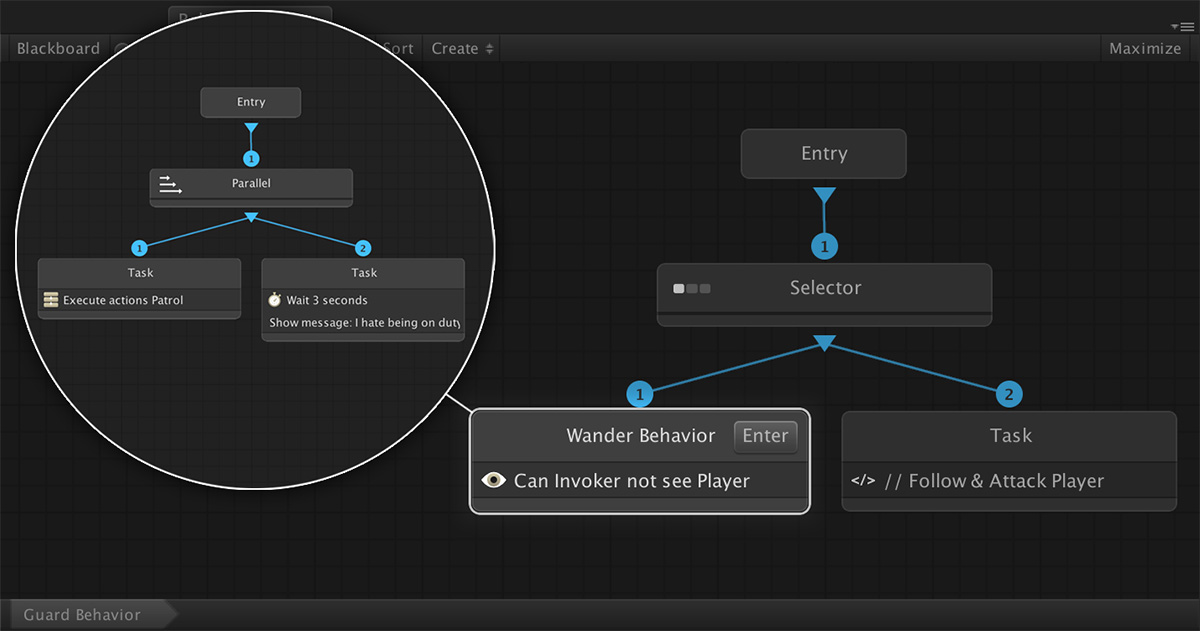 Blackboard
Sort
Create
Maximize
Entry
1
Parallel
1
2
Task
Execute actions Patrol
Task
Wait 3 seconds
Show message: I hate being on duty
Entry
1
Selector
1
2
Wander Behavior
Enter
Can Invoker not see Player
Task
</> // Follow & Attack Player
Guard Behavior